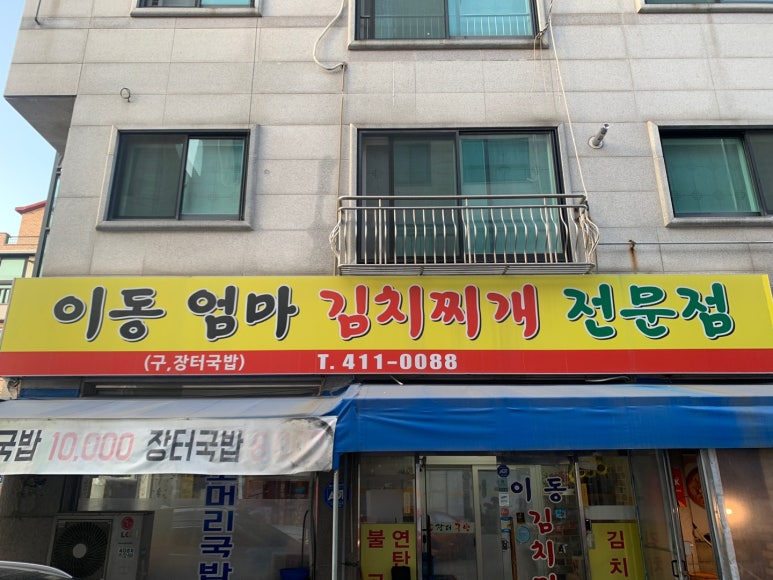 이동 엄마 김치찌개 전문점
(구,장터국밥) T. 411-0088
국밥 10,000 장터국밥
머리국밥
불
연탄
이동김치
김치
LG